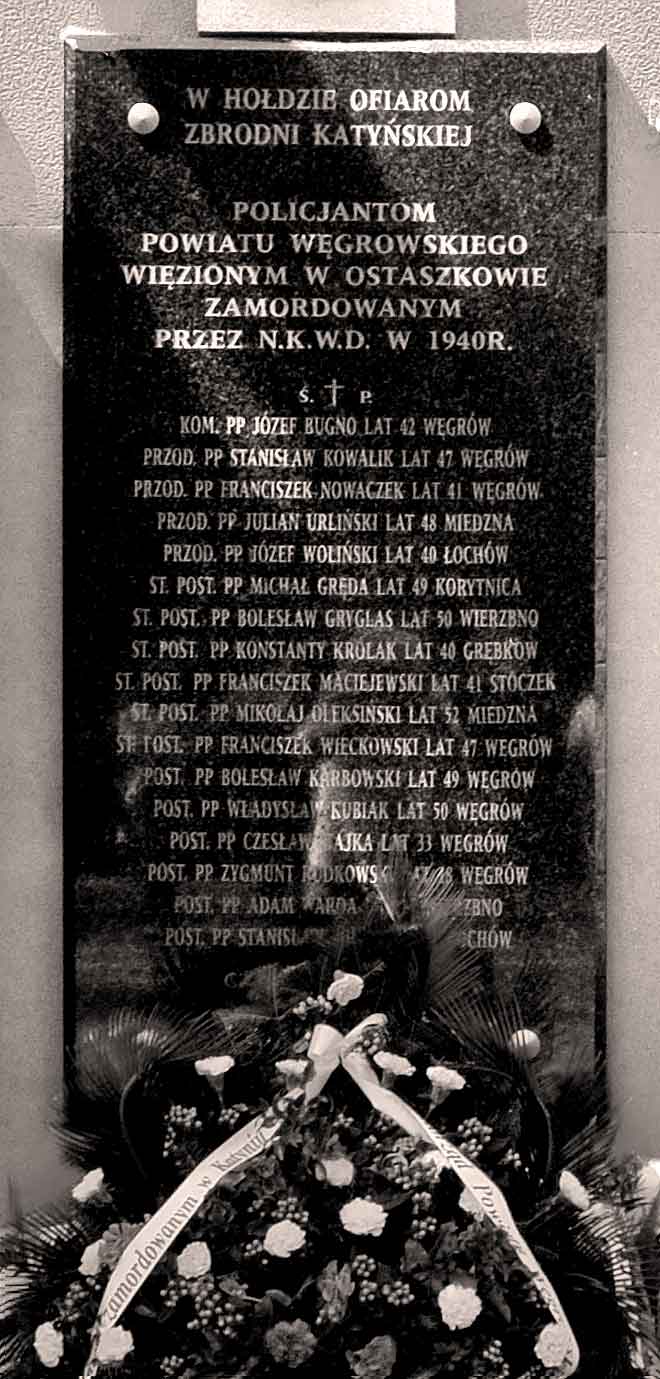 W HOŁDZIE OFIAROM
ZBRODNI KATYŃSKIEJ
POLICJANTOM
POWIATU WĘGROWSKIEGO
WIĘZIONYM W OSTASZKOWIE
ZAMORDOWANYM
PRZEZ N.K.W.D. W 1940R.
Ś. † P.
KOM. PP JÓZEF BUGNO LAT 42 WĘGRÓW
PRZOD. PP STANISŁAW KOWALIK LAT 47 WĘGRÓW
PRZOD. PP FRANCISZEK NOWACZEK LAT 41 WĘGRÓW
PRZOD. PP JULIAN URLIŃSKI LAT 48 MIEDZNA
PRZOD. PP JÓZEF WOLIŃSKI LAT 40 ŁOCHÓW
ST. POST. PP MICHAŁ GRĘDA LAT 49 KORYTNICA
ST. POST. PP BOLESŁAW GRYGLAS LAT 50 WIERZBNO
ST. POST. PP KONSTANTY KRÓLAK LAT 40 GRĘBKÓW
ST. POST. PP FRANCISZEK MACIEJEWSKI LAT 41 STOCZEK
ST. POST. PP MIKOŁAJ OLEKSIŃSKI LAT 52 MIEDZNA
ST. POST. PP FRANCISZEK WIĘCKOWSKI LAT 47 WĘGRÓW
POST. PP BOLESŁAW KARBOWSKI LAT 49 WĘGRÓW
POST. PP WŁADYSŁAW KUBIAK LAT 50 WĘGRÓW
POST. PP CZESŁAW LAT 33 WĘGRÓW
POST. PP ZYGMUNT WĘGRÓW
POST. PP ADAM
POST. PP STANISŁAW
zamordowanym w Katyniu